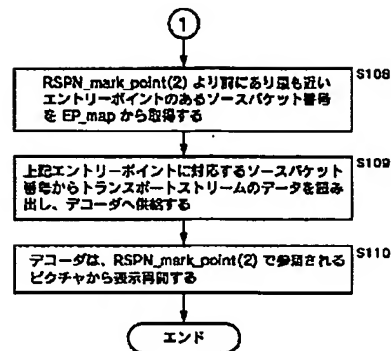 1
RSPN_mark_point(2) より前にあり最も近い
エントリーポイントのあるソースパケット番号
を EP_map から取得する
S108
上記エントリーポイントに対応するソースパケット
番号からトランスポートストリームのデータを読み
出し、デコーダへ供給する
S109
デコーダは、RSPN_mark_point(2) で参照される
ピクチャから表示再開する
S110
エンド